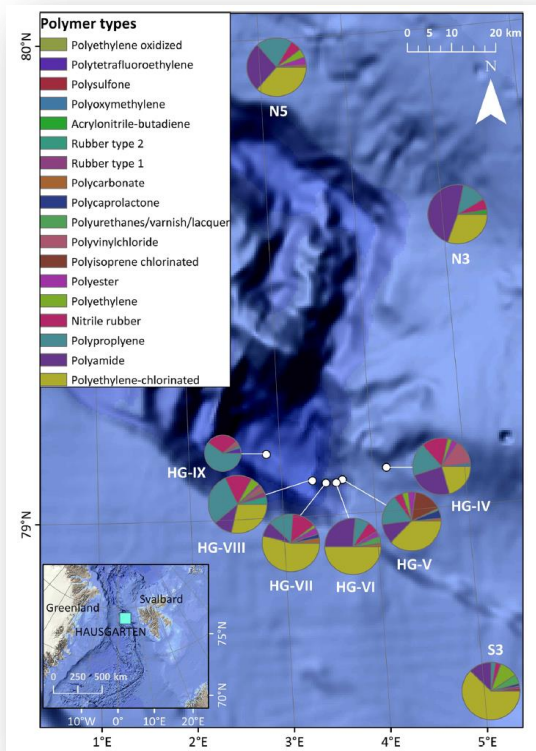 Polymer types
Polyethylene oxidized
Polytetrafluoroethylene
Polysulfone
Polyoxymethylene
Acrylonitrile-butadiene
Rubber type 2
Rubber type 1
Polycarbonate
Polycaprolactone
Polyurethanes/varnish/lacquer
Polyvinylchloride
Polyisoprene chlorinated
Polyester
Polyethylene
Nitrile rubber
Polyproplyene
Polyamide
Polyethylene-chlorinated
80°N
79°N
0 5 10 20 km
N
N5
N3
HG-IX
HG-IV
HG-VIII
HG-V
HG-VII
HG-VI
S3
Greenland
Svalbard
HAUSGARTEN
0 250 500 km
75°N
70°N
10°W 0° 10°E 20°E
1°E 2°E 3°E 4°E 5°E